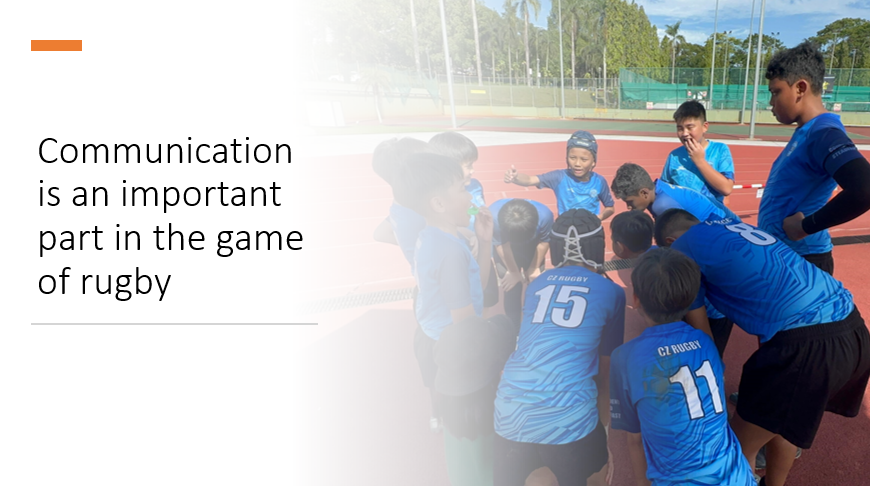 Communication
is an important
part in the game
of rugby
CZ RUGBY
15
8
CZ RUGBY
11